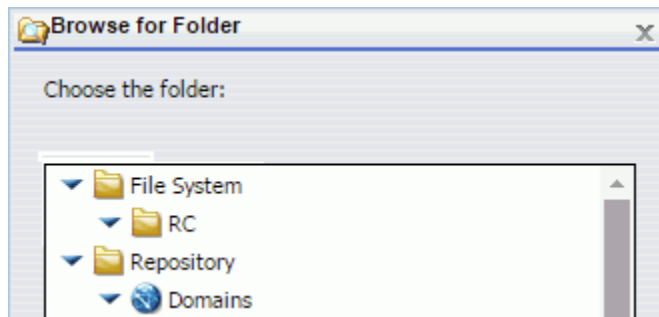 Browse for Folder
Choose the folder:
File System
RC
Repository
Domains